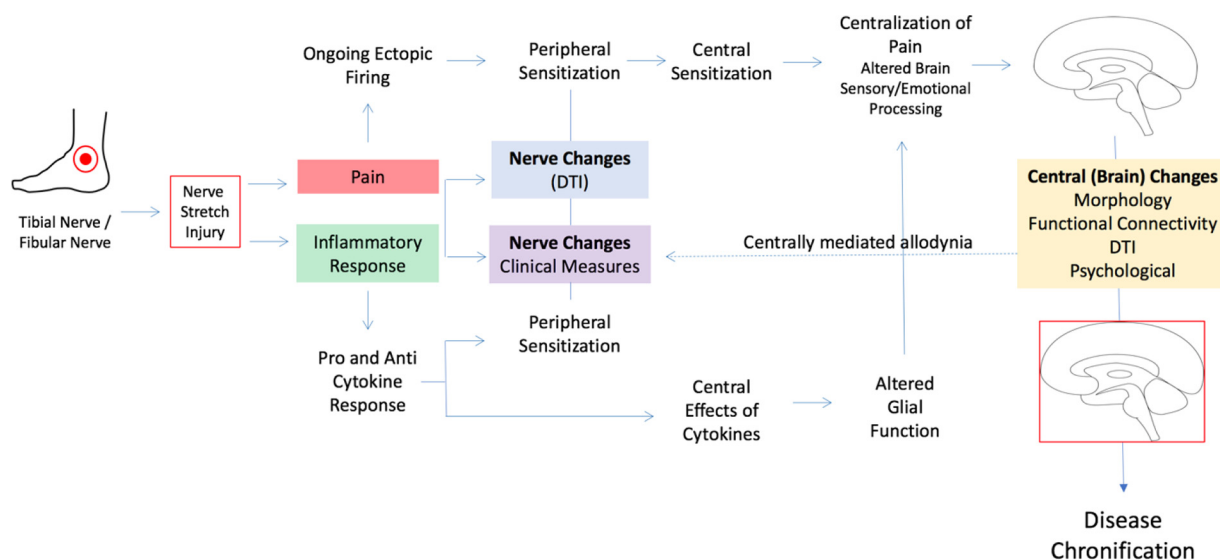 Ongoing Ectopic
Firing
Peripheral
Sensitization
Central
Sensitization
Centralization of
Pain
Altered Brain
Sensory/Emotional
Processing
Tibial Nerve /
Fibular Nerve
Nerve
Stretch
Injury
Pain
Inflammatory
Response
Nerve Changes
(DTI)
Nerve Changes
Clinical Measures
Centrally mediated allodynia
Central (Brain) Changes
Morphology
Functional Connectivity
DTI
Psychological
Peripheral
Sensitization
Pro and Anti
Cytokine
Response
Central
Effects of
Cytokines
Altered
Glial
Function
Disease
Chronification